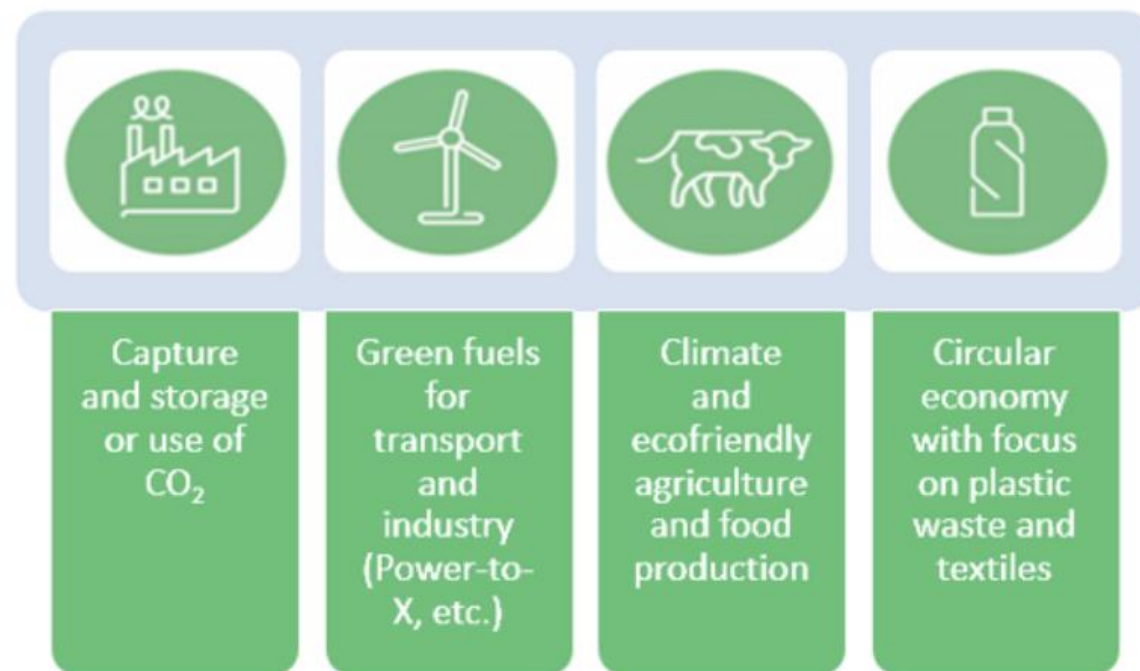 Capture
and storage
or use of
CO₂
Green fuels
for
transport
and
industry
(Power-to-
X, etc.)
Climate
and
ecofriendly
agriculture
and food
production
Circular
economy
with focus
on plastic
waste and
textiles